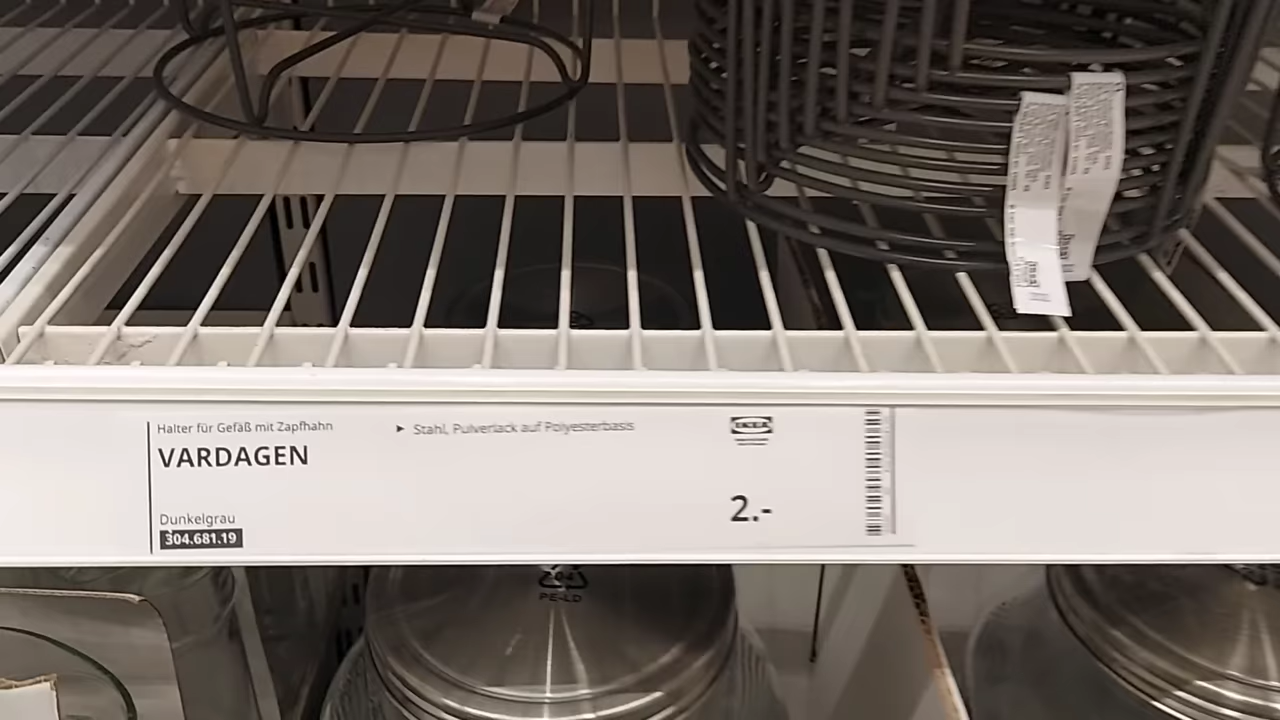 Halter für Gefäß mit Zapfhahn
VARDAGEN
► Stahl, Pulverlack auf Polyesterbasis
IKEA
2.-
Dunkelgrau
304.681.19
PE-LD